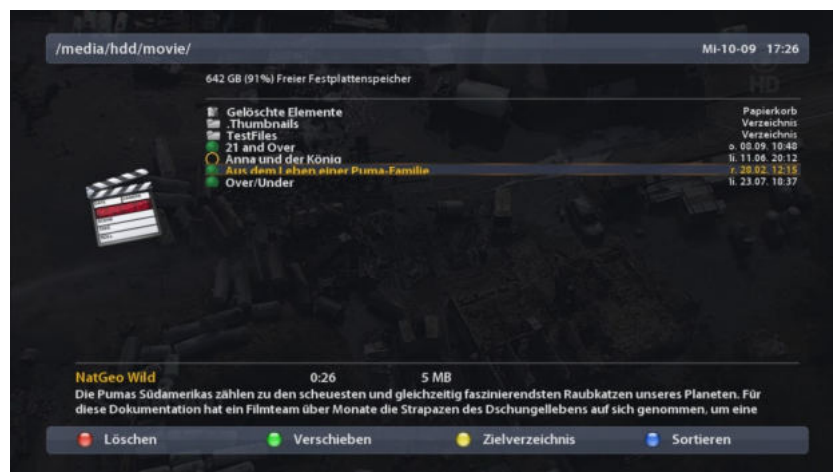 /media/hdd/movie/ Mi-10-09 17:26
642 GB (91%) Freier Festplattenspeicher
HD
Gelöschte Elemente Papierkorb
.Thumbnails Verzeichnis
TestFiles Verzeichnis
21 and Over o. 08.09. 10:48
Anna und der König li. 11.06. 20:12
Aus dem Leben einer Puma-Familie r. 28.02. 12:15
Over/Under li. 23.07. 18:37
NatGeo Wild 0:26 5 MB
Die Pumas Südamerikas zählen zu den scheuesten und gleichzeitig faszinierendsten Raubkatzen unseres Planeten. Für
diese Dokumentation hat ein Filmteam über Monate die Strapazen des Dschungellebens auf sich genommen, um eine
Löschen Verschieben Zielverzeichnis Sortieren